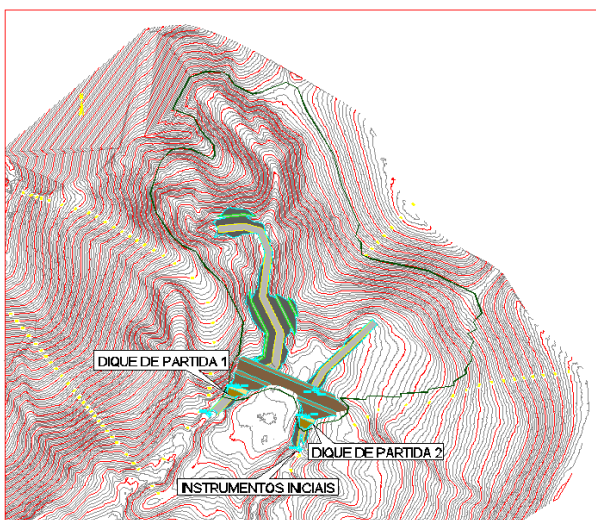 DIQUE DE PARTIDA 1
DIQUE DE PARTIDA 2
INSTRUMENTOS INICIAIS